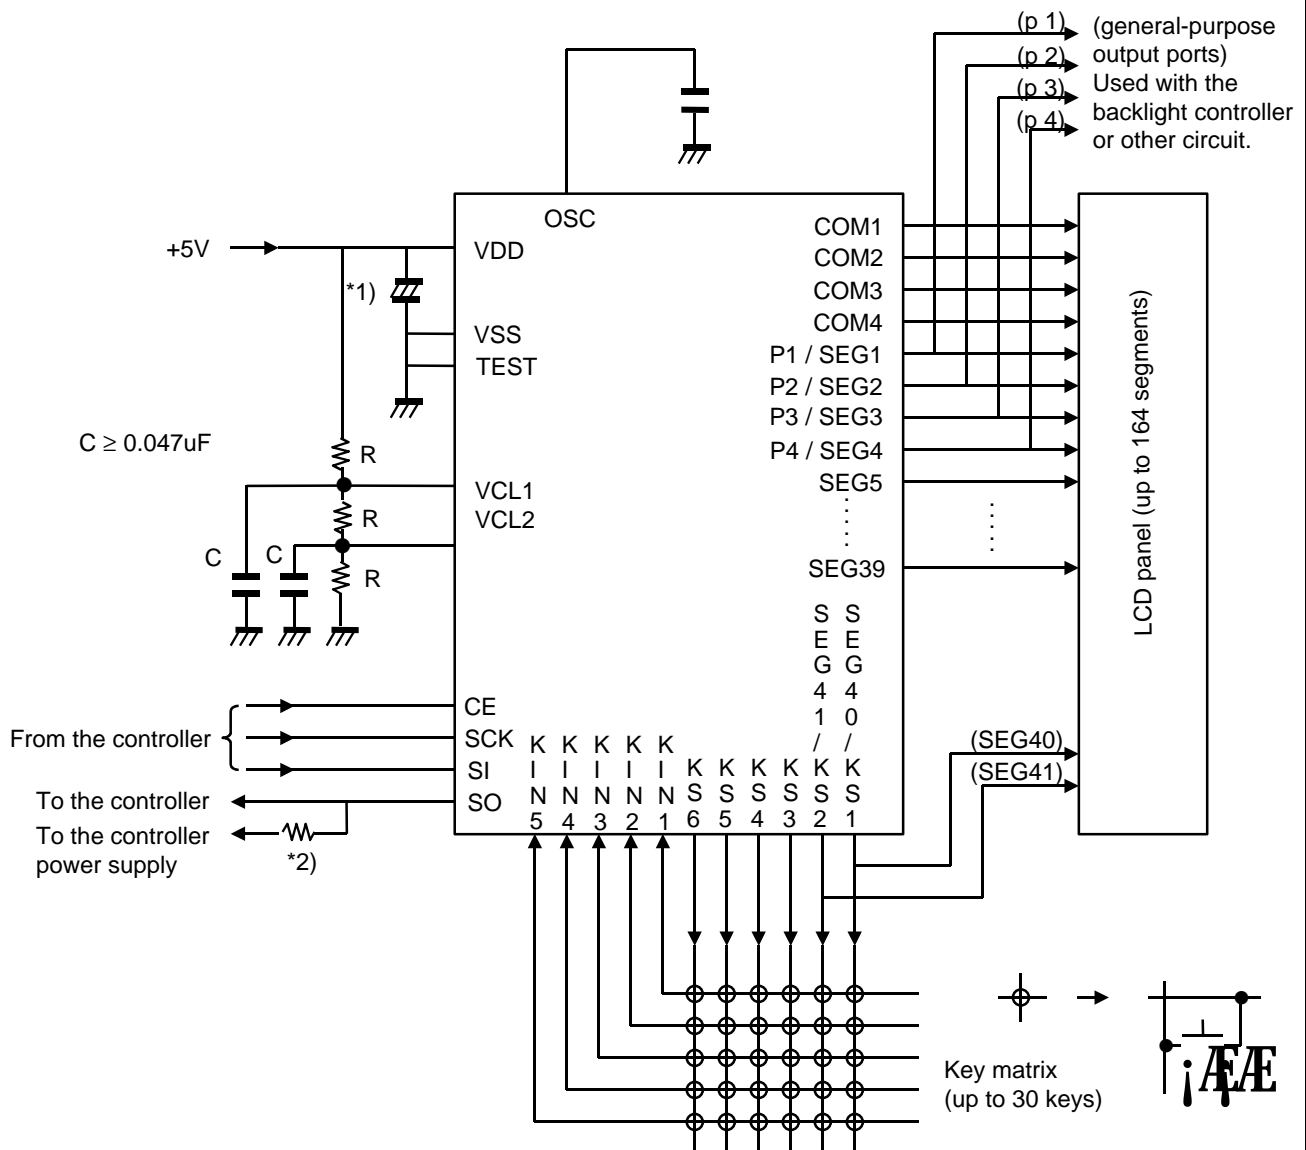 (p 1)
(p 2)
(p 3)
(p 4)
(general-purpose
output ports)
Used with the
backlight controller
or other circuit.
OSC
+5V
VDD
*1)
VSS
TEST
C ≥ 0.047uF
R
R
R
C
C
VCL1
VCL2
COM1
COM2
COM3
COM4
P1 / SEG1
P2 / SEG2
P3 / SEG3
P4 / SEG4
SEG5
SEG39
LCD panel (up to 164 segments)
SEG41/KS2
SEG40/KS1
(SEG40)
(SEG41)
From the controller
CE
SCK
SI
SO
To the controller
To the controller
power supply
*2)
KIN5
KIN4
KIN3
KIN2
KIN1
KS6
KS5
KS4
KS3
Key matrix
(up to 30 keys)
¡ÆE¡Æ